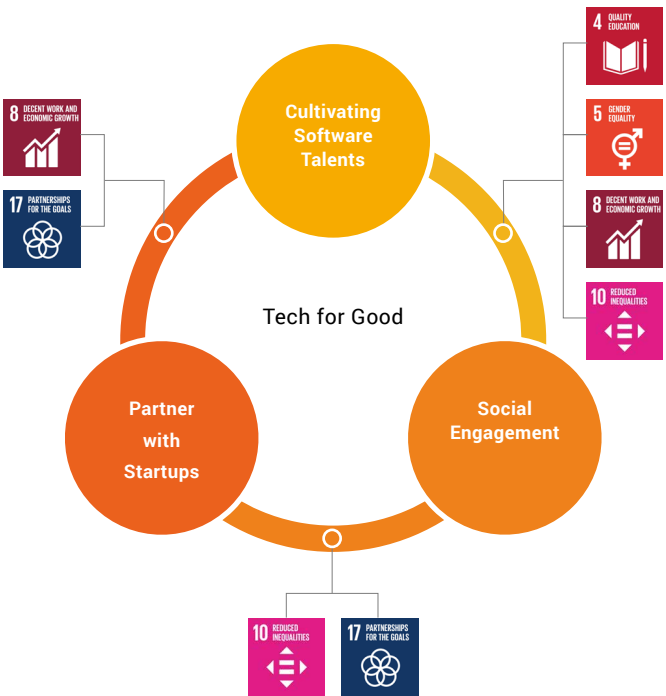 4 QUALITY
EDUCATION
Cultivating
Software
Talents
8 DECENT WORK AND
ECONOMIC GROWTH
5 GENDER
EQUALITY
17 PARTNERSHIPS
FOR THE GOALS
8 DECENT WORK AND
ECONOMIC GROWTH
10 REDUCED
INEQUALITIES
Tech for Good
Partner
with
Startups
Social
Engagement
10 REDUCED
INEQUALITIES
17 PARTNERSHIPS
FOR THE GOALS